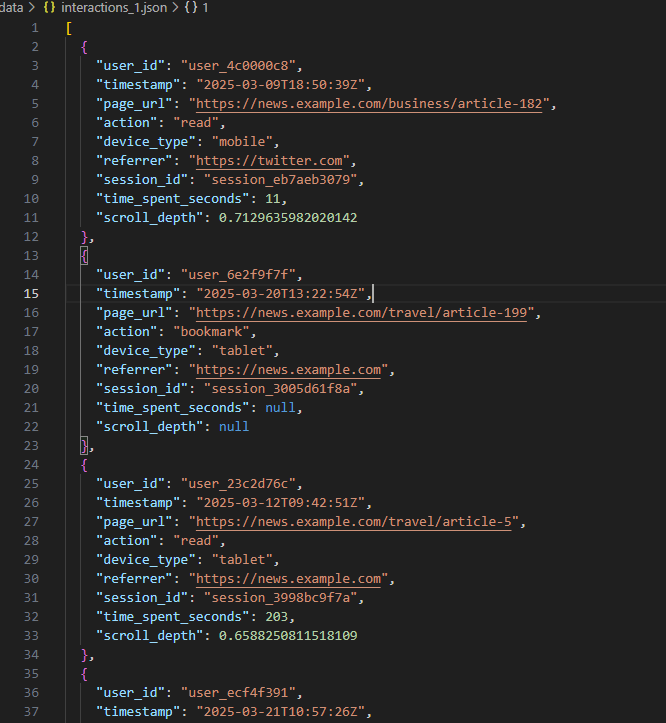 data > {} interactions_1.json > {} 1
1 [
2 {
3 "user_id": "user_4c0000c8",
4 "timestamp": "2025-03-09T18:50:39Z",
5 "page_url": "https://news.example.com/business/article-182",
6 "action": "read",
7 "device_type": "mobile",
8 "referrer": "https://twitter.com",
9 "session_id": "session_eb7aeb3079",
10 "time_spent_seconds": 11,
11 "scroll_depth": 0.7129635982020142
12 },
13 {
14 "user_id": "user_6e2f9f7f",
15 "timestamp": "2025-03-20T13:22:54Z",
16 "page_url": "https://news.example.com/travel/article-199",
17 "action": "bookmark",
18 "device_type": "tablet",
19 "referrer": "https://news.example.com",
20 "session_id": "session_3005d61f8a",
21 "time_spent_seconds": null,
22 "scroll_depth": null
23 },
24 {
25 "user_id": "user_23c2d76c",
26 "timestamp": "2025-03-12T09:42:51Z",
27 "page_url": "https://news.example.com/travel/article-5",
28 "action": "read",
29 "device_type": "tablet",
30 "referrer": "https://news.example.com",
31 "session_id": "session_3998bc9f7a",
32 "time_spent_seconds": 203,
33 "scroll_depth": 0.6588250811518109
34 },
35 {
36 "user_id": "user_ecf4f391",
37 "timestamp": "2025-03-21T10:57:26Z",